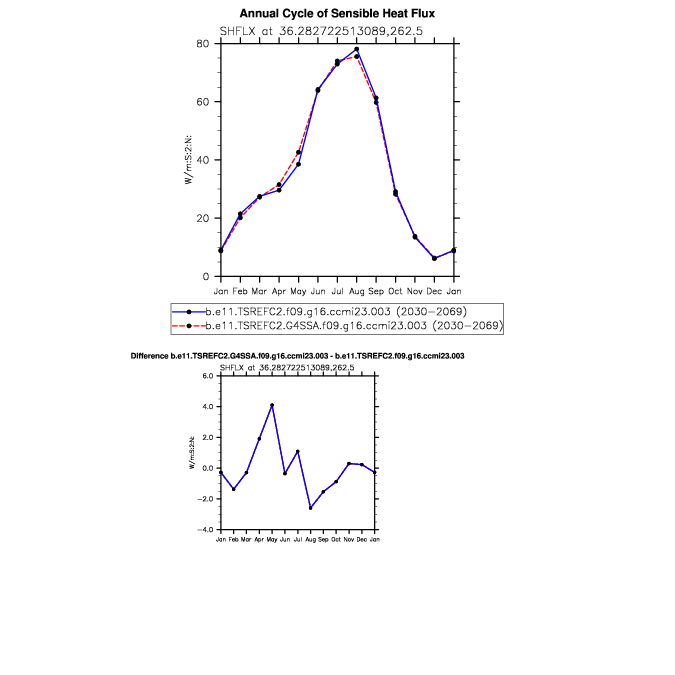 Annual Cycle of Sensible Heat Flux
SHFLX at 36.282722513089,262.5
80
60
40
20
0
W/m:S:2:N:
Jan Feb Mar Apr May Jun Jul Aug Sep Oct Nov Dec Jan
b.e11.TSREFC2.f09.g16.ccmi23.003 (2030-2069)
b.e11.TSREFC2.G4SSA.f09.g16.ccmi23.003 (2030-2069)
Difference b.e11.TSREFC2.G4SSA.f09.g16.ccmi23.003 - b.e11.TSREFC2.f09.g16.ccmi23.003
SHFLX at 36.282722513089,262.5
6.0
4.0
2.0
0.0
-2.0
-4.0
W/m:S:2:N:
Jan Feb Mar Apr May Jun Jul Aug Sep Oct Nov Dec Jan